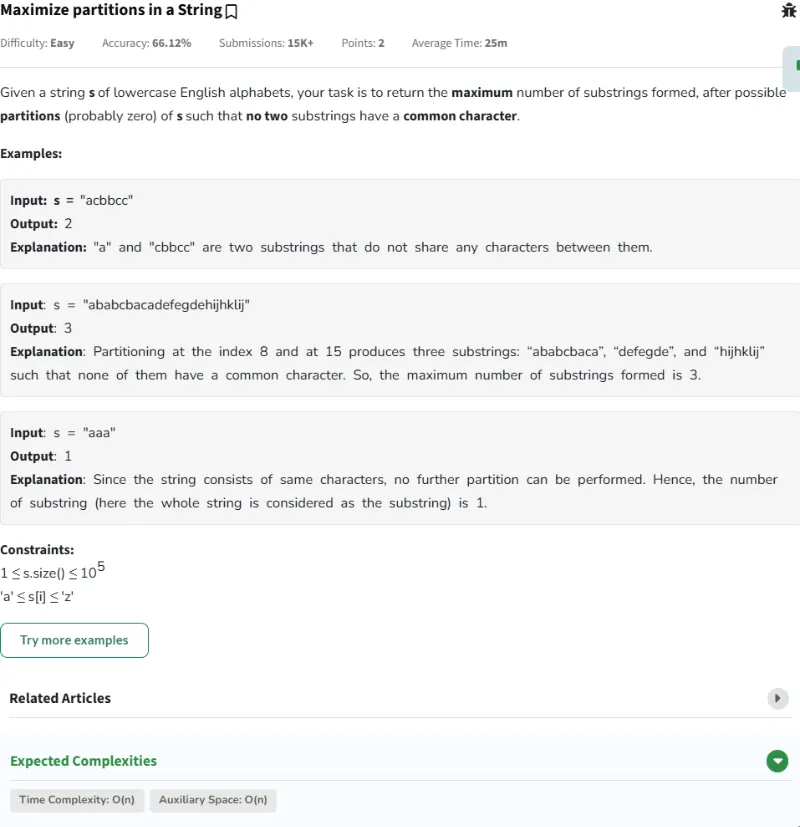 Maximize partitions in a String
Difficulty: Easy Accuracy: 66.12% Submissions: 15K+ Points: 2 Average Time: 25m
Given a string s of lowercase English alphabets, your task is to return the maximum number of substrings formed, after possible
partitions (probably zero) of s such that no two substrings have a common character.
Examples:
Input: s = "acbbcc"
Output: 2
Explanation: "a" and "cbbcc" are two substrings that do not share any characters between them.
Input: s = "ababcbacadefegdehijhklij"
Output: 3
Explanation: Partitioning at the index 8 and at 15 produces three substrings: “ababcbaca”, “defegde”, and “hijhklij”
such that none of them have a common character. So, the maximum number of substrings formed is 3.
Input: s = "aaa"
Output: 1
Explanation: Since the string consists of same characters, no further partition can be performed. Hence, the number
of substring (here the whole string is considered as the substring) is 1.
Constraints:
1 ≤ s.size() ≤ 10⁵
'a' ≤ s[i] ≤ 'z'
Try more examples
Related Articles
Expected Complexities
Time Complexity: O(n) Auxiliary Space: O(n)